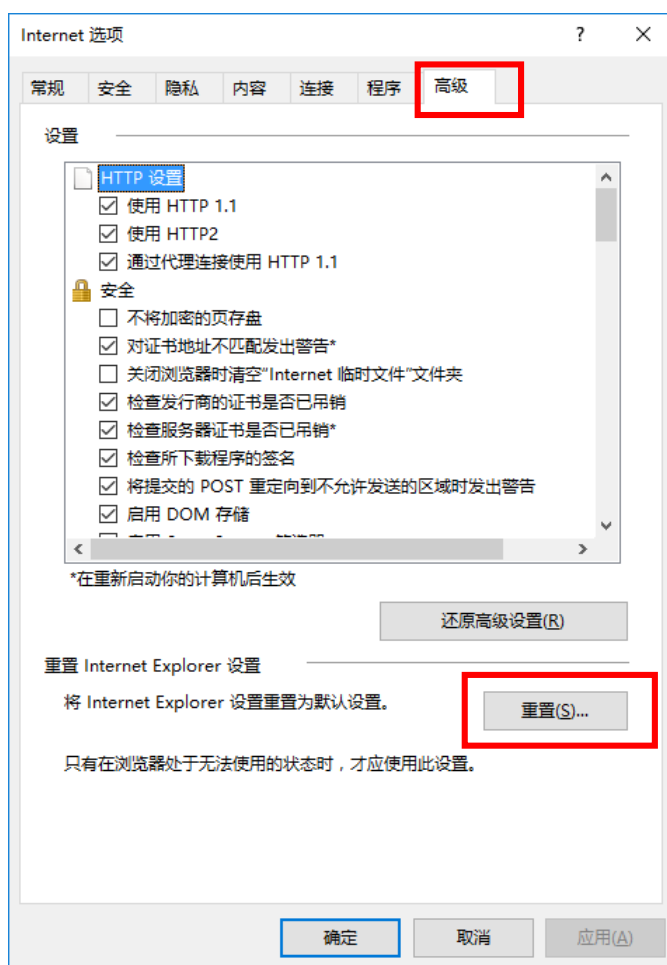 Internet 选项
常规 安全 隐私 内容 连接 程序 高级
设置
HTTP 设置
使用 HTTP 1.1
使用 HTTP2
通过代理连接使用 HTTP 1.1
安全
不将加密的页存盘
对证书地址不匹配发出警告*
关闭浏览器时清空“Internet 临时文件”文件夹
检查发行商的证书是否已吊销
检查服务器证书是否已吊销*
检查所下载程序的签名
将提交的 POST 重定向到不允许发送的区域时发出警告
启用 DOM 存储
*在重新启动你的计算机后生效
还原高级设置(R)
重置 Internet Explorer 设置
将 Internet Explorer 设置重置为默认设置。
重置(S)...
只有在浏览器处于无法使用的状态时，才应使用此设置。
确定 取消 应用(A)